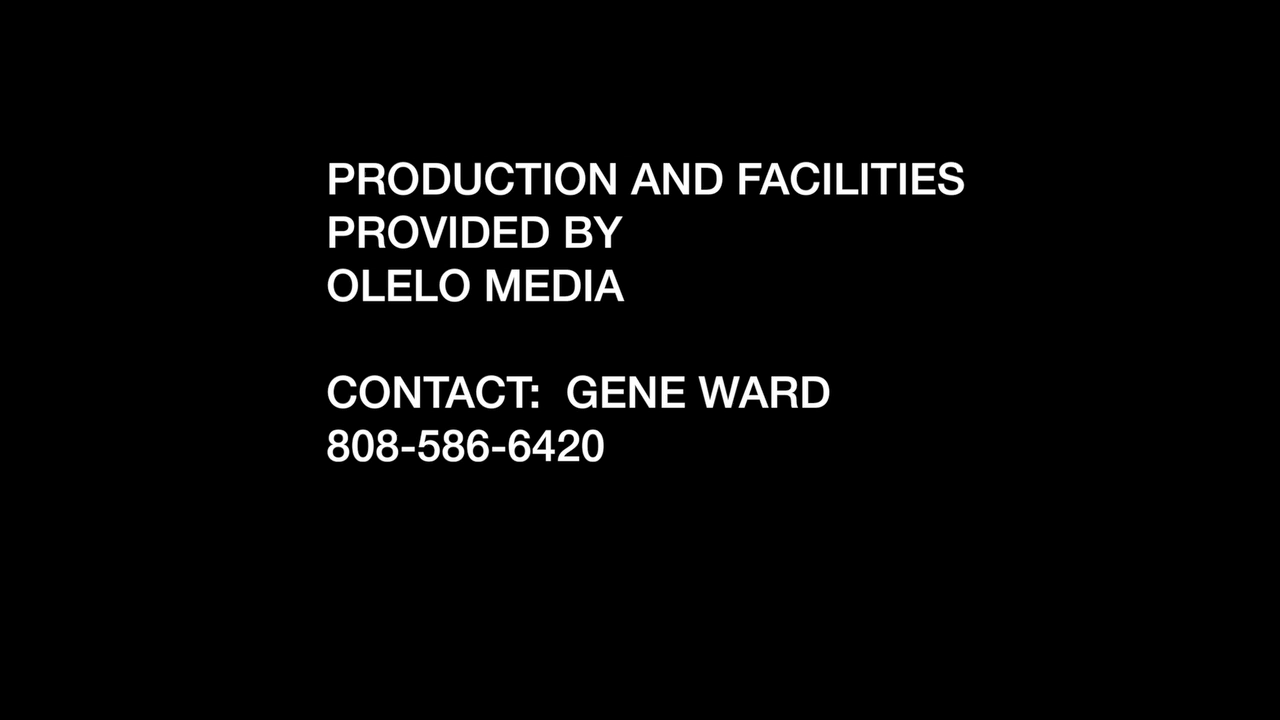 PRODUCTION AND FACILITIES
PROVIDED BY
OLELO MEDIA
CONTACT:  GENE WARD
808-586-6420